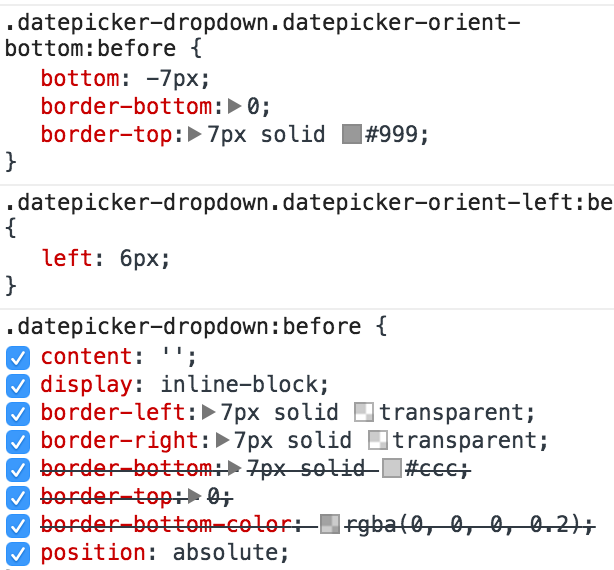 .datepicker-dropdown.datepicker-orient-
bottom:before {
bottom: -7px;
border-bottom: 0;
border-top: 7px solid #999;
}
.datepicker-dropdown.datepicker-orient-left:be
{
left: 6px;
}
.datepicker-dropdown:before {
content: '';
display: inline-block;
border-left: 7px solid transparent;
border-right: 7px solid transparent;
border-bottom: 7px solid #ccc;
border-top: 0;
border-bottom-color: rgba(0, 0, 0, 0.2);
position: absolute;